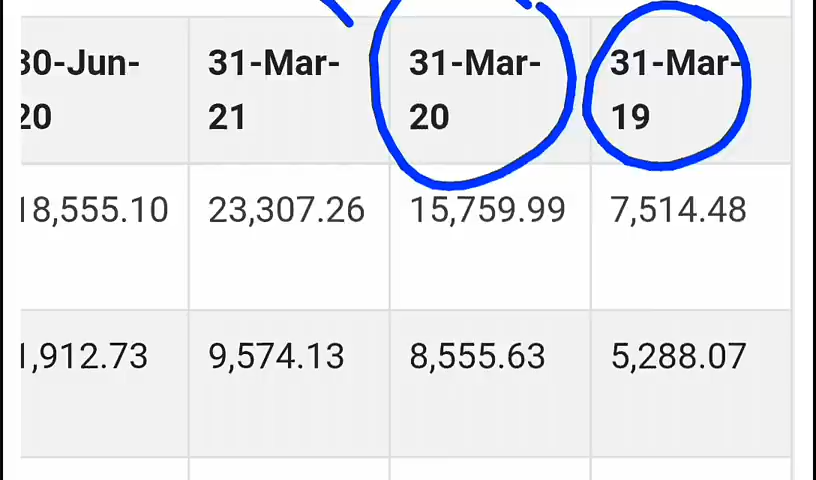 30-Jun- 31-Mar- 31-Mar- 31-Mar-
20 21 20 19
18,555.10 23,307.26 15,759.99 7,514.48
1,912.73 9,574.13 8,555.63 5,288.07